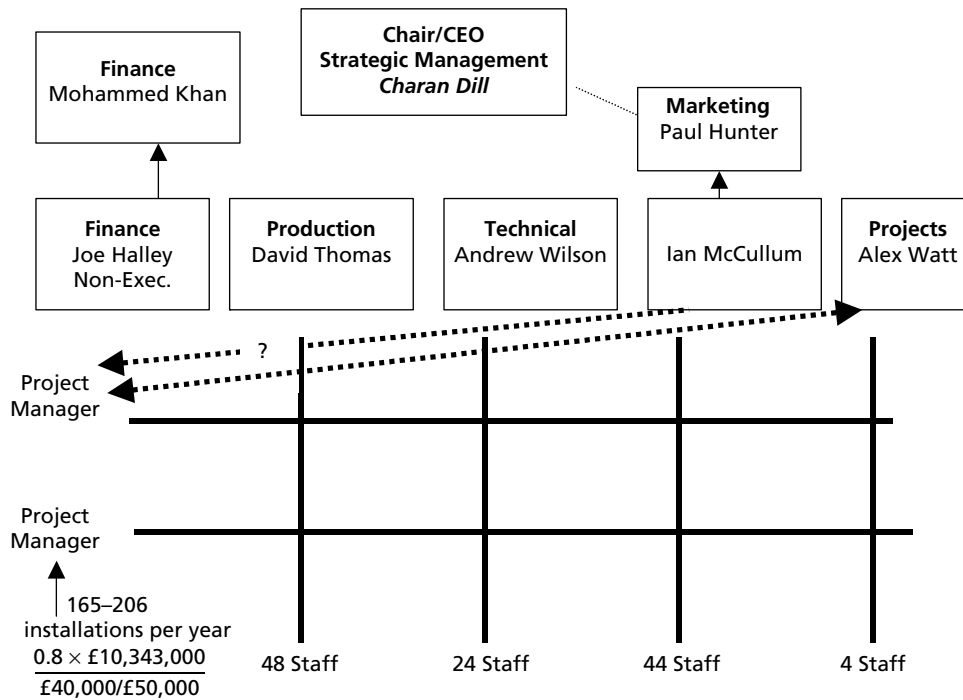 Chair/CEO
Strategic Management
Charan Dill
Finance
Mohammed Khan
Marketing
Paul Hunter
Finance
Joe Halley
Non-Exec.
Production
David Thomas
Technical
Andrew Wilson
Ian McCullum
Projects
Alex Watt
?
Project
Manager
Project
Manager
165–206
installations per year
0.8 × £10,343,000
£40,000/£50,000
48 Staff
24 Staff
44 Staff
4 Staff